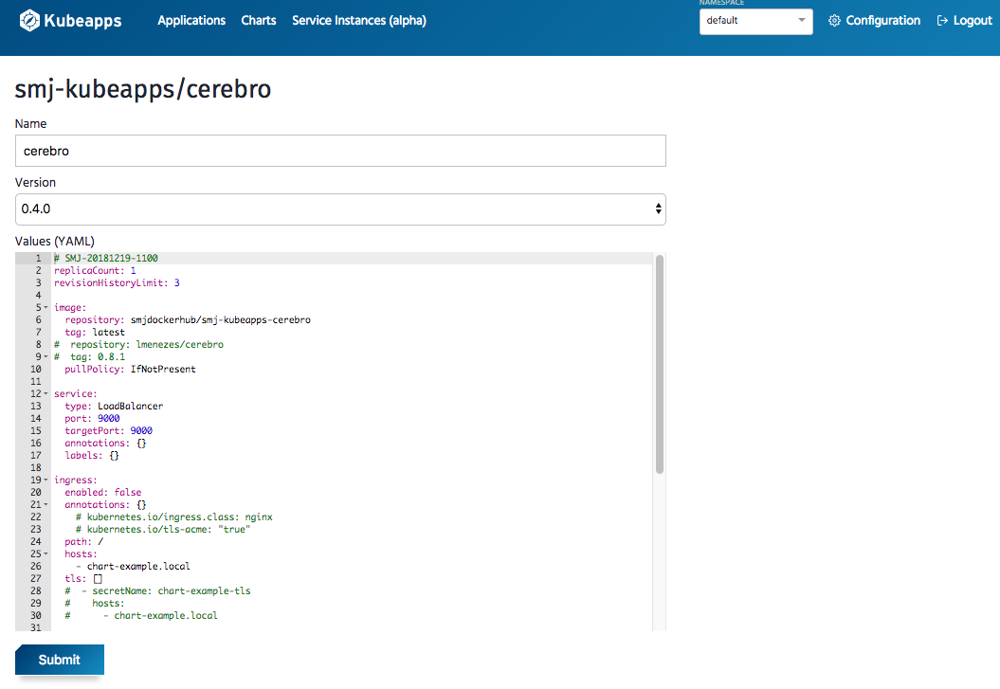 Kubeapps Applications Charts Service Instances (alpha) NAMESPACE default Configuration Logout
smj-kubeapps/cerebro
Name
cerebro
Version
0.4.0
Values (YAML)
1 # SMJ-20181219-1100
2 replicaCount: 1
3 revisionHistoryLimit: 3
4
5 image:
6   repository: smjdockerhub/smj-kubeapps-cerebro
7   tag: latest
8 #  repository: lmenezes/cerebro
9 #  tag: 0.8.1
10   pullPolicy: IfNotPresent
11
12 service:
13   type: LoadBalancer
14   port: 9000
15   targetPort: 9000
16   annotations: {}
17   labels: {}
18
19 ingress:
20   enabled: false
21   annotations: {}
22     # kubernetes.io/ingress.class: nginx
23     # kubernetes.io/tls-acme: "true"
24   path: /
25   hosts:
26     - chart-example.local
27   tls: []
28   #  - secretName: chart-example-tls
29   #    hosts:
30   #      - chart-example.local
31
Submit